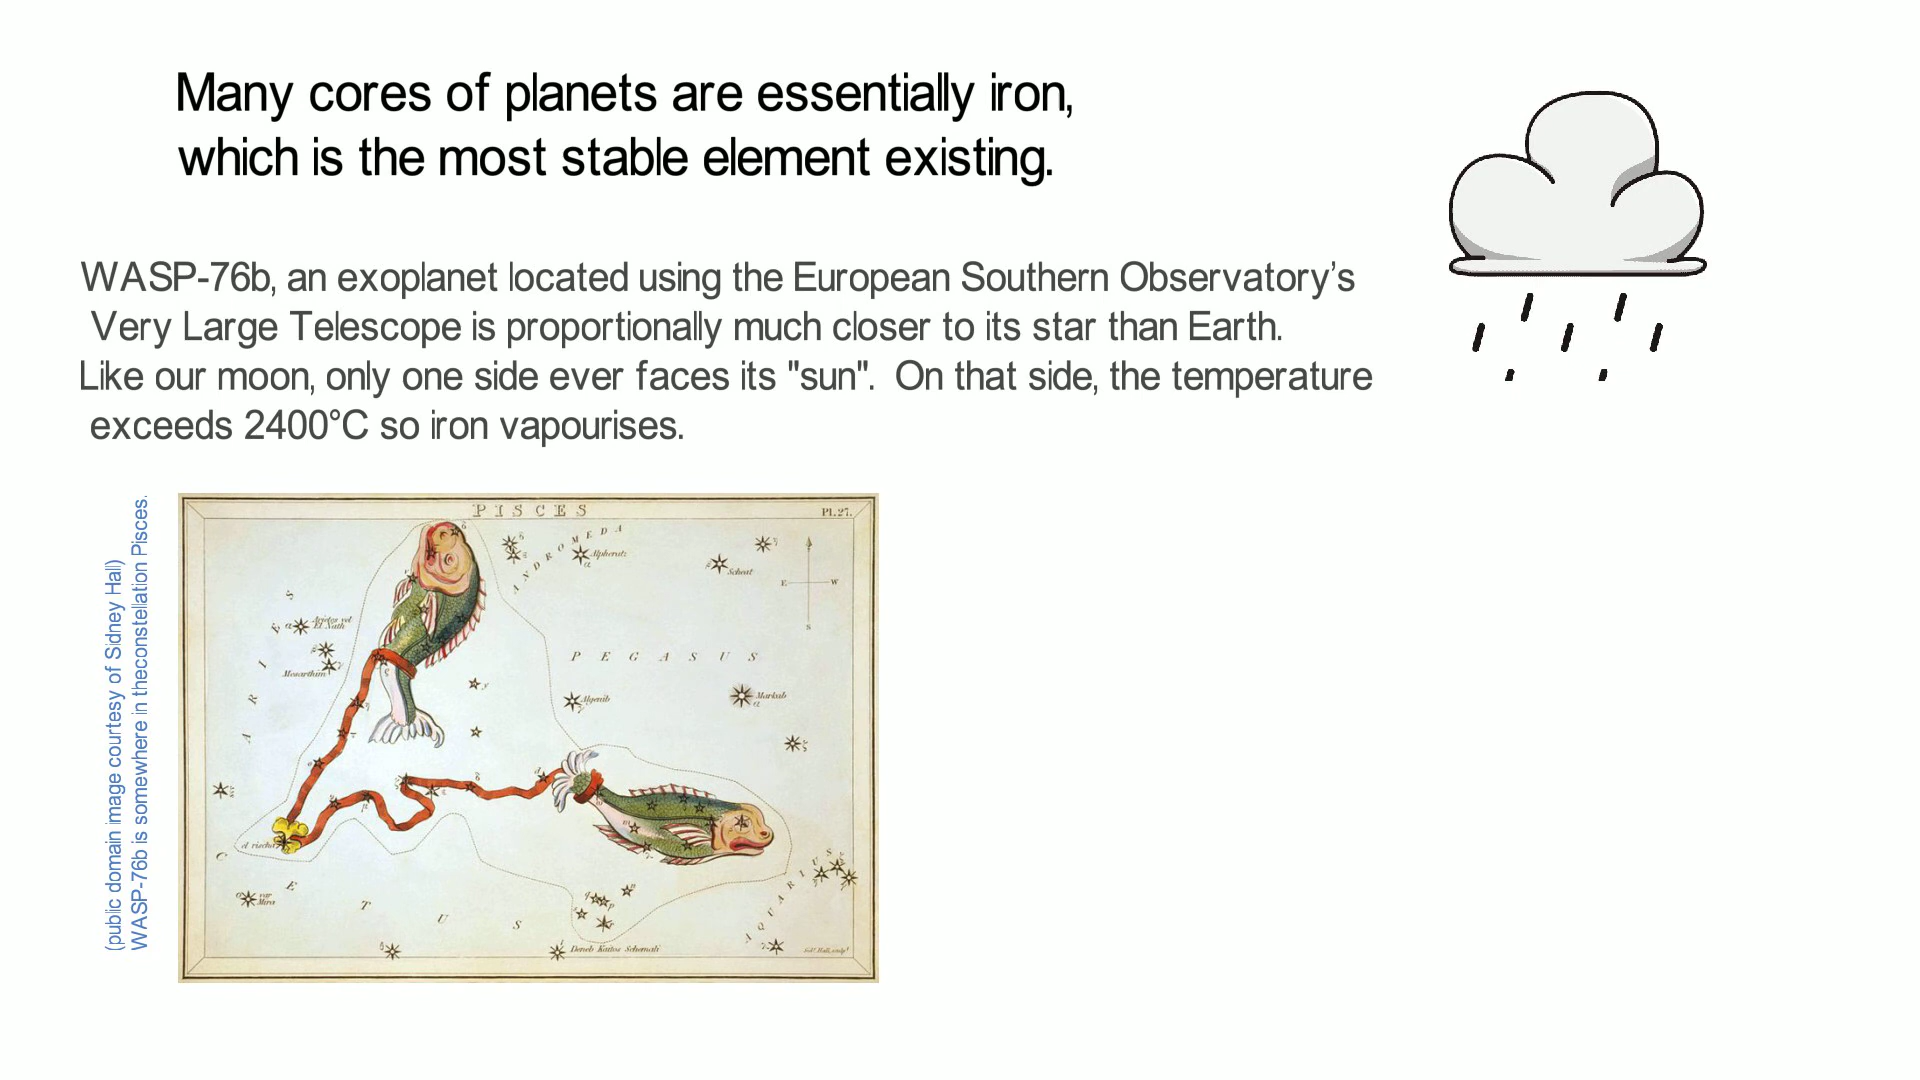 Many cores of planets are essentially iron,
which is the most stable element existing.
WASP-76b, an exoplanet located using the European Southern Observatory’s
Very Large Telescope is proportionally much closer to its star than Earth.
Like our moon, only one side ever faces its "sun". On that side, the temperature
exceeds 2400°C so iron vapourises.
(public domain image courtesy of Sidney Hall)
WASP-76b is somewhere in theconstellation Pisces.
PISCES
Pl. 27.
ANDROMEDA
Alpheratz
α
Scheat
E
W
S
ARIES
Mesarthim
PEGASUS
Algenib
Markab
α
el rischa
CETUS
var
Mira
AQUARIUS
Deneb Kaitos Schemali